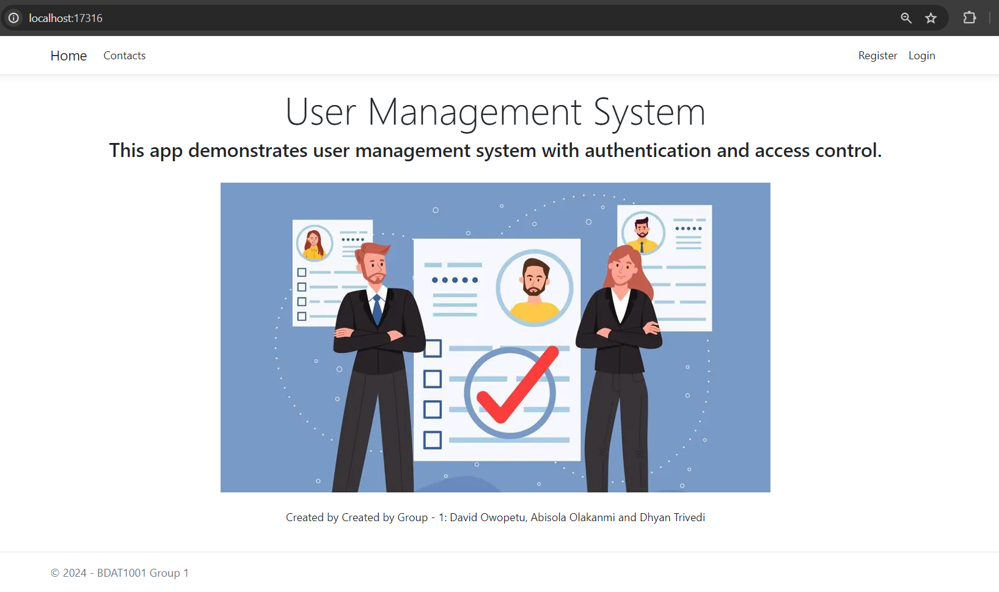 localhost:17316
Home Contacts Register Login
User Management System
This app demonstrates user management system with authentication and access control.
Created by Created by Group - 1: David Owopetu, Abisola Olakanmi and Dhyan Trivedi
© 2024 - BDAT1001 Group 1